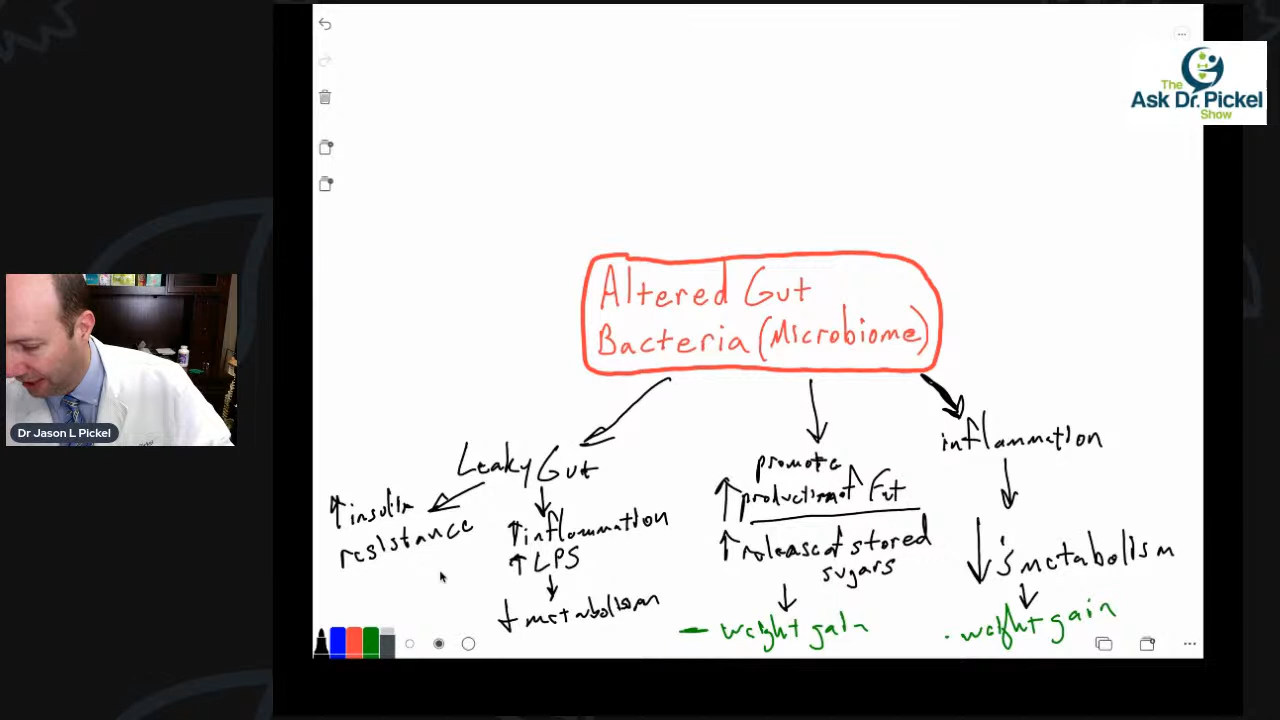 The
Ask Dr. Pickel
Show
Altered Gut
Bacteria (Microbiome)
Leaky Gut
↑ insulin
resistance
↑ inflammation
↑ LPS
↓ metabolism
promote
↑ production of Fat
↑ release of stored
sugars
- weight gain
inflammation
↓'s metabolism
. weight gain
Dr Jason L Pickel